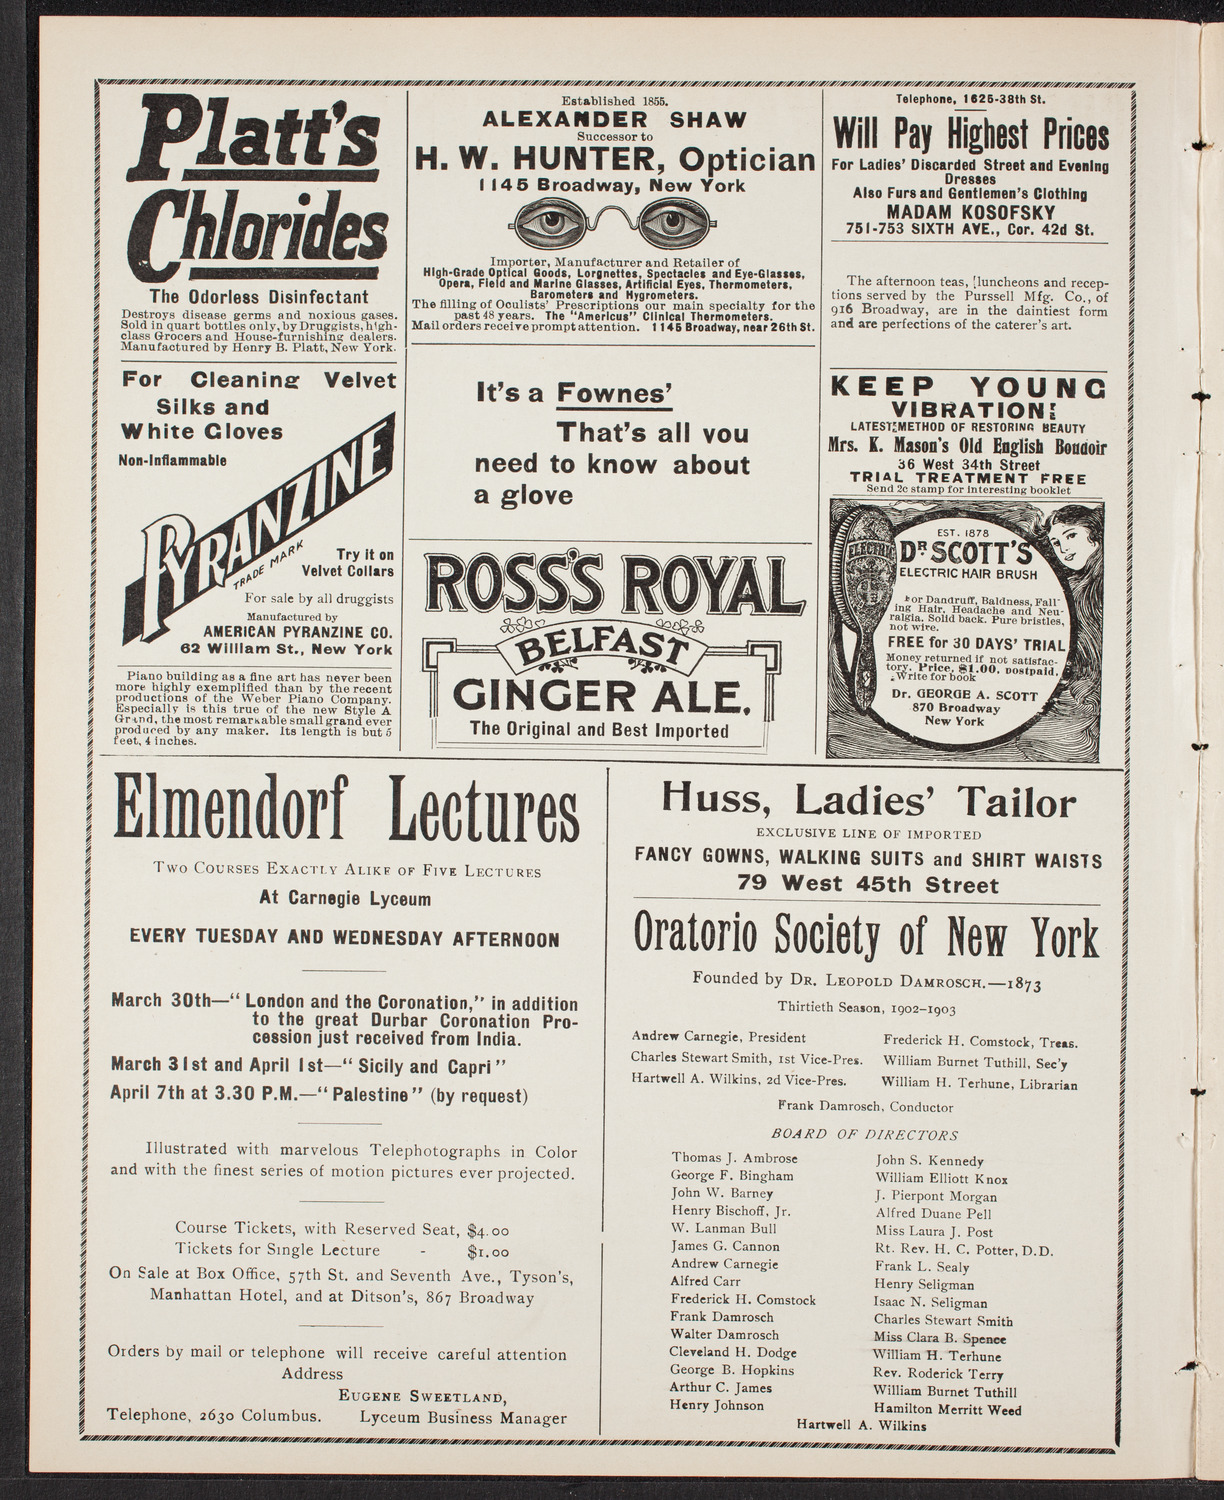 Platt's
Chlorides
The Odorless Disinfectant
Destroys disease germs and noxious gases.
Sold in quart bottles only, by Druggists, high-
class Grocers and House-furnishing dealers.
Manufactured by Henry B. Platt, New York.
For Cleaning Velvet
Silks and
White Gloves
Non-Inflammable
PYRANZINE
TRADE MARK
Try it on
Velvet Collars
For sale by all druggists
Manufactured by
AMERICAN PYRANZINE CO.
62 William St., New York
Piano building as a fine art has never been
more highly exemplified than by the recent
productions of the Weber Piano Company.
Especially is this true of the new Style A
Grand, the most remarkable small grand ever
produced by any maker. Its length is but 5
feet, 4 inches.
Established 1855.
ALEXANDER SHAW
Successor to
H. W. HUNTER, Optician
1145 Broadway, New York
Importer, Manufacturer and Retailer of
High-Grade Optical Goods, Lorgnettes, Spectacles and Eye-Glasses,
Opera, Field and Marine Glasses, Artificial Eyes, Thermometers,
Barometers and Hygrometers.
The filling of Oculists' Prescriptions our main specialty for the
past 48 years. The "Americus" Clinical Thermometers.
Mail orders receive prompt attention. 1145 Broadway, near 26th St.
It's a Fownes'
That's all you
need to know about
a glove
ROSS'S ROYAL
BELFAST
GINGER ALE.
The Original and Best Imported
Telephone, 1625-38th St.
Will Pay Highest Prices
For Ladies' Discarded Street and Evening
Dresses
Also Furs and Gentlemen's Clothing
MADAM KOSOFSKY
751-753 SIXTH AVE., Cor. 42d St.
The afternoon teas, luncheons and recep-
tions served by the Purssell Mfg. Co., of
916 Broadway, are in the daintiest form
and are perfections of the caterer's art.
KEEP YOUNG
VIBRATION!
LATEST METHOD OF RESTORING BEAUTY
Mrs. K. Mason's Old English Boudoir
36 West 34th Street
TRIAL TREATMENT FREE
Send 2c stamp for interesting booklet
ELECTRIC
EST. 1878
DR. SCOTT'S
ELECTRIC HAIR BRUSH
For Dandruff, Baldness, Fall-
ing Hair, Headache and Neu-
ralgia. Solid back. Pure bristles,
not wire.
FREE for 30 DAYS' TRIAL
Money returned if not satisfac-
tory. Price, $1.00, postpaid.
Write for book
Dr. GEORGE A. SCOTT
870 Broadway
New York
Elmendorf Lectures
TWO COURSES EXACTLY ALIKE OF FIVE LECTURES
At Carnegie Lyceum
EVERY TUESDAY AND WEDNESDAY AFTERNOON
March 30th—"London and the Coronation," in addition
to the great Durbar Coronation Pro-
cession just received from India.
March 31st and April 1st—"Sicily and Capri"
April 7th at 3.30 P.M.—"Palestine" (by request)
Illustrated with marvelous Telephotographs in Color
and with the finest series of motion pictures ever projected.
Course Tickets, with Reserved Seat, $4.00
Tickets for Single Lecture - $1.00
On Sale at Box Office, 57th St. and Seventh Ave., Tyson's,
Manhattan Hotel, and at Ditson's, 867 Broadway
Orders by mail or telephone will receive careful attention
Address
EUGENE SWEETLAND,
Telephone, 2630 Columbus. Lyceum Business Manager
Huss, Ladies' Tailor
EXCLUSIVE LINE OF IMPORTED
FANCY GOWNS, WALKING SUITS and SHIRT WAISTS
79 West 45th Street
Oratorio Society of New York
Founded by DR. LEOPOLD DAMROSCH.—1873
Thirtieth Season, 1902-1903
Andrew Carnegie, President
Charles Stewart Smith, 1st Vice-Pres.
Hartwell A. Wilkins, 2d Vice-Pres.
Frederick H. Comstock, Treas.
William Burnet Tuthill, Sec'y
William H. Terhune, Librarian
Frank Damrosch, Conductor
BOARD OF DIRECTORS
Thomas J. Ambrose
George F. Bingham
John W. Barney
Henry Bischoff, Jr.
W. Lanman Bull
James G. Cannon
Andrew Carnegie
Alfred Carr
Frederick H. Comstock
Frank Damrosch
Walter Damrosch
Cleveland H. Dodge
George B. Hopkins
Arthur C. James
Henry Johnson
John S. Kennedy
William Elliott Knox
J. Pierpont Morgan
Alfred Duane Pell
Miss Laura J. Post
Rt. Rev. H. C. Potter, D.D.
Frank L. Sealy
Henry Seligman
Isaac N. Seligman
Charles Stewart Smith
Miss Clara B. Spence
William H. Terhune
Rev. Roderick Terry
William Burnet Tuthill
Hamilton Merritt Weed
Hartwell A. Wilkins